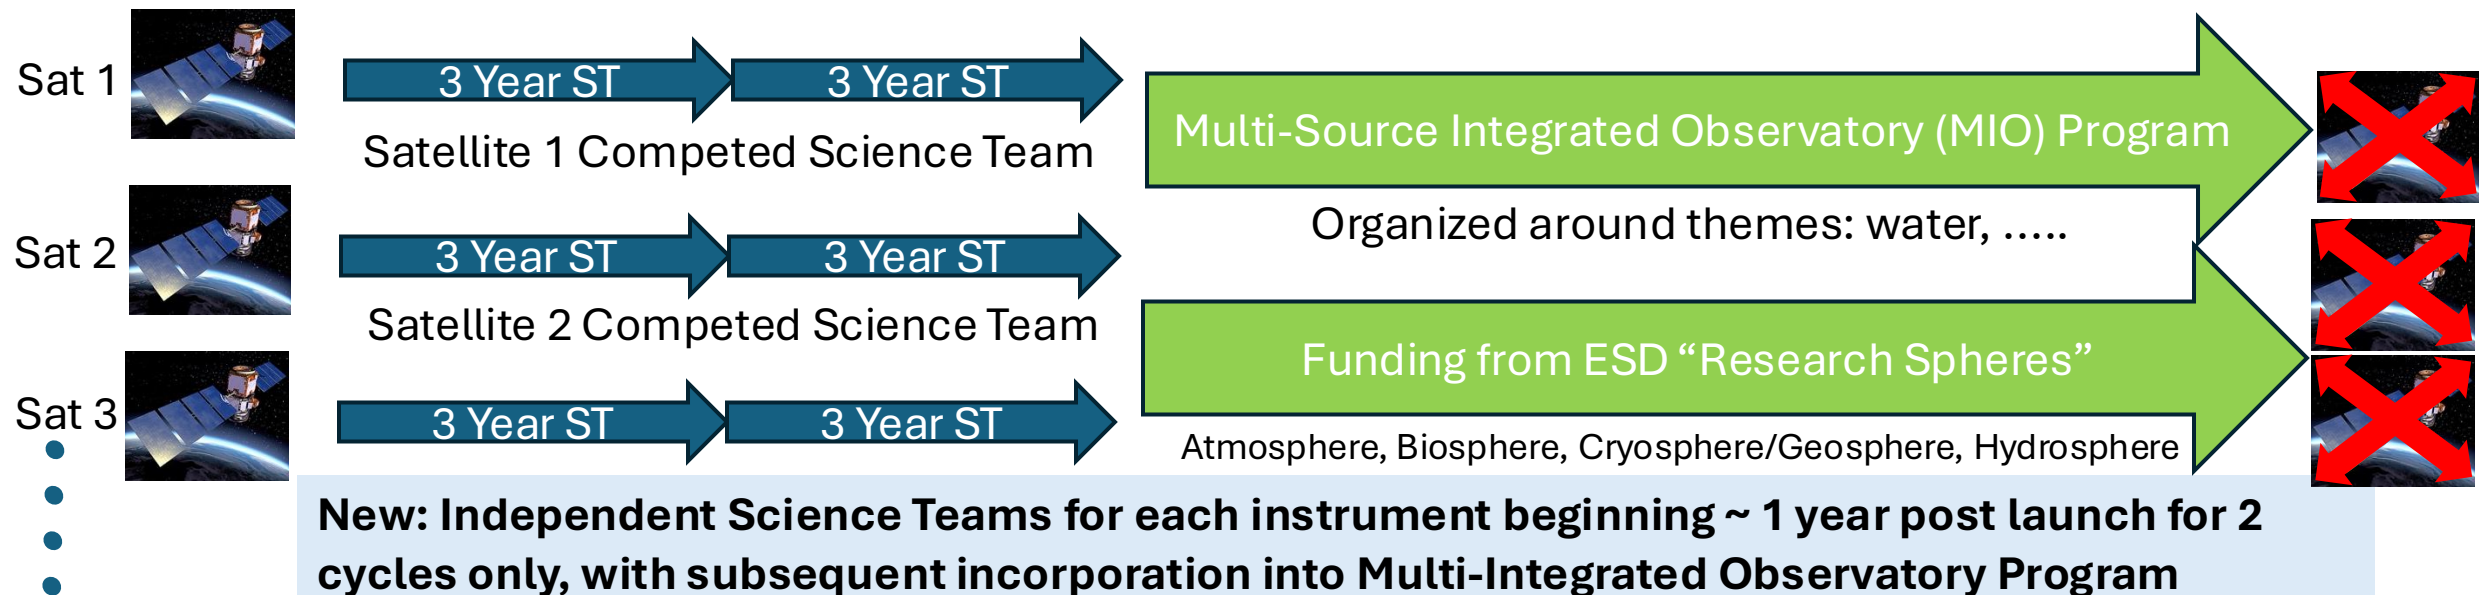 Sat 1
3 Year ST
3 Year ST
Satellite 1 Competed Science Team
Multi-Source Integrated Observatory (MIO) Program
Organized around themes: water, …..
Sat 2
3 Year ST
3 Year ST
Satellite 2 Competed Science Team
Funding from ESD “Research Spheres”
Sat 3
3 Year ST
3 Year ST
Atmosphere, Biosphere, Cryosphere/Geosphere, Hydrosphere
New: Independent Science Teams for each instrument beginning ~ 1 year post launch for 2
cycles only, with subsequent incorporation into Multi-Integrated Observatory Program